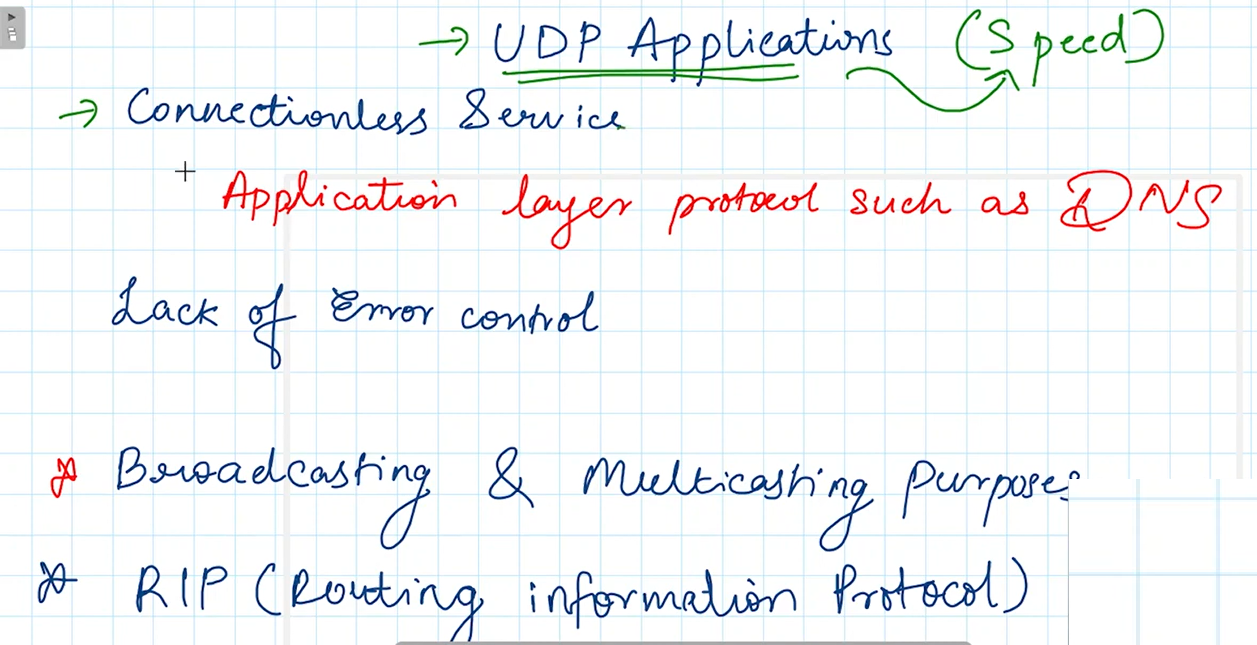 → UDP Applications (Speed)
→ Connectionless Service
Application layer protocol such as DNS
Lack of Error control
Broadcasting & Multicasting Purposes
RIP (Routing information Protocol)